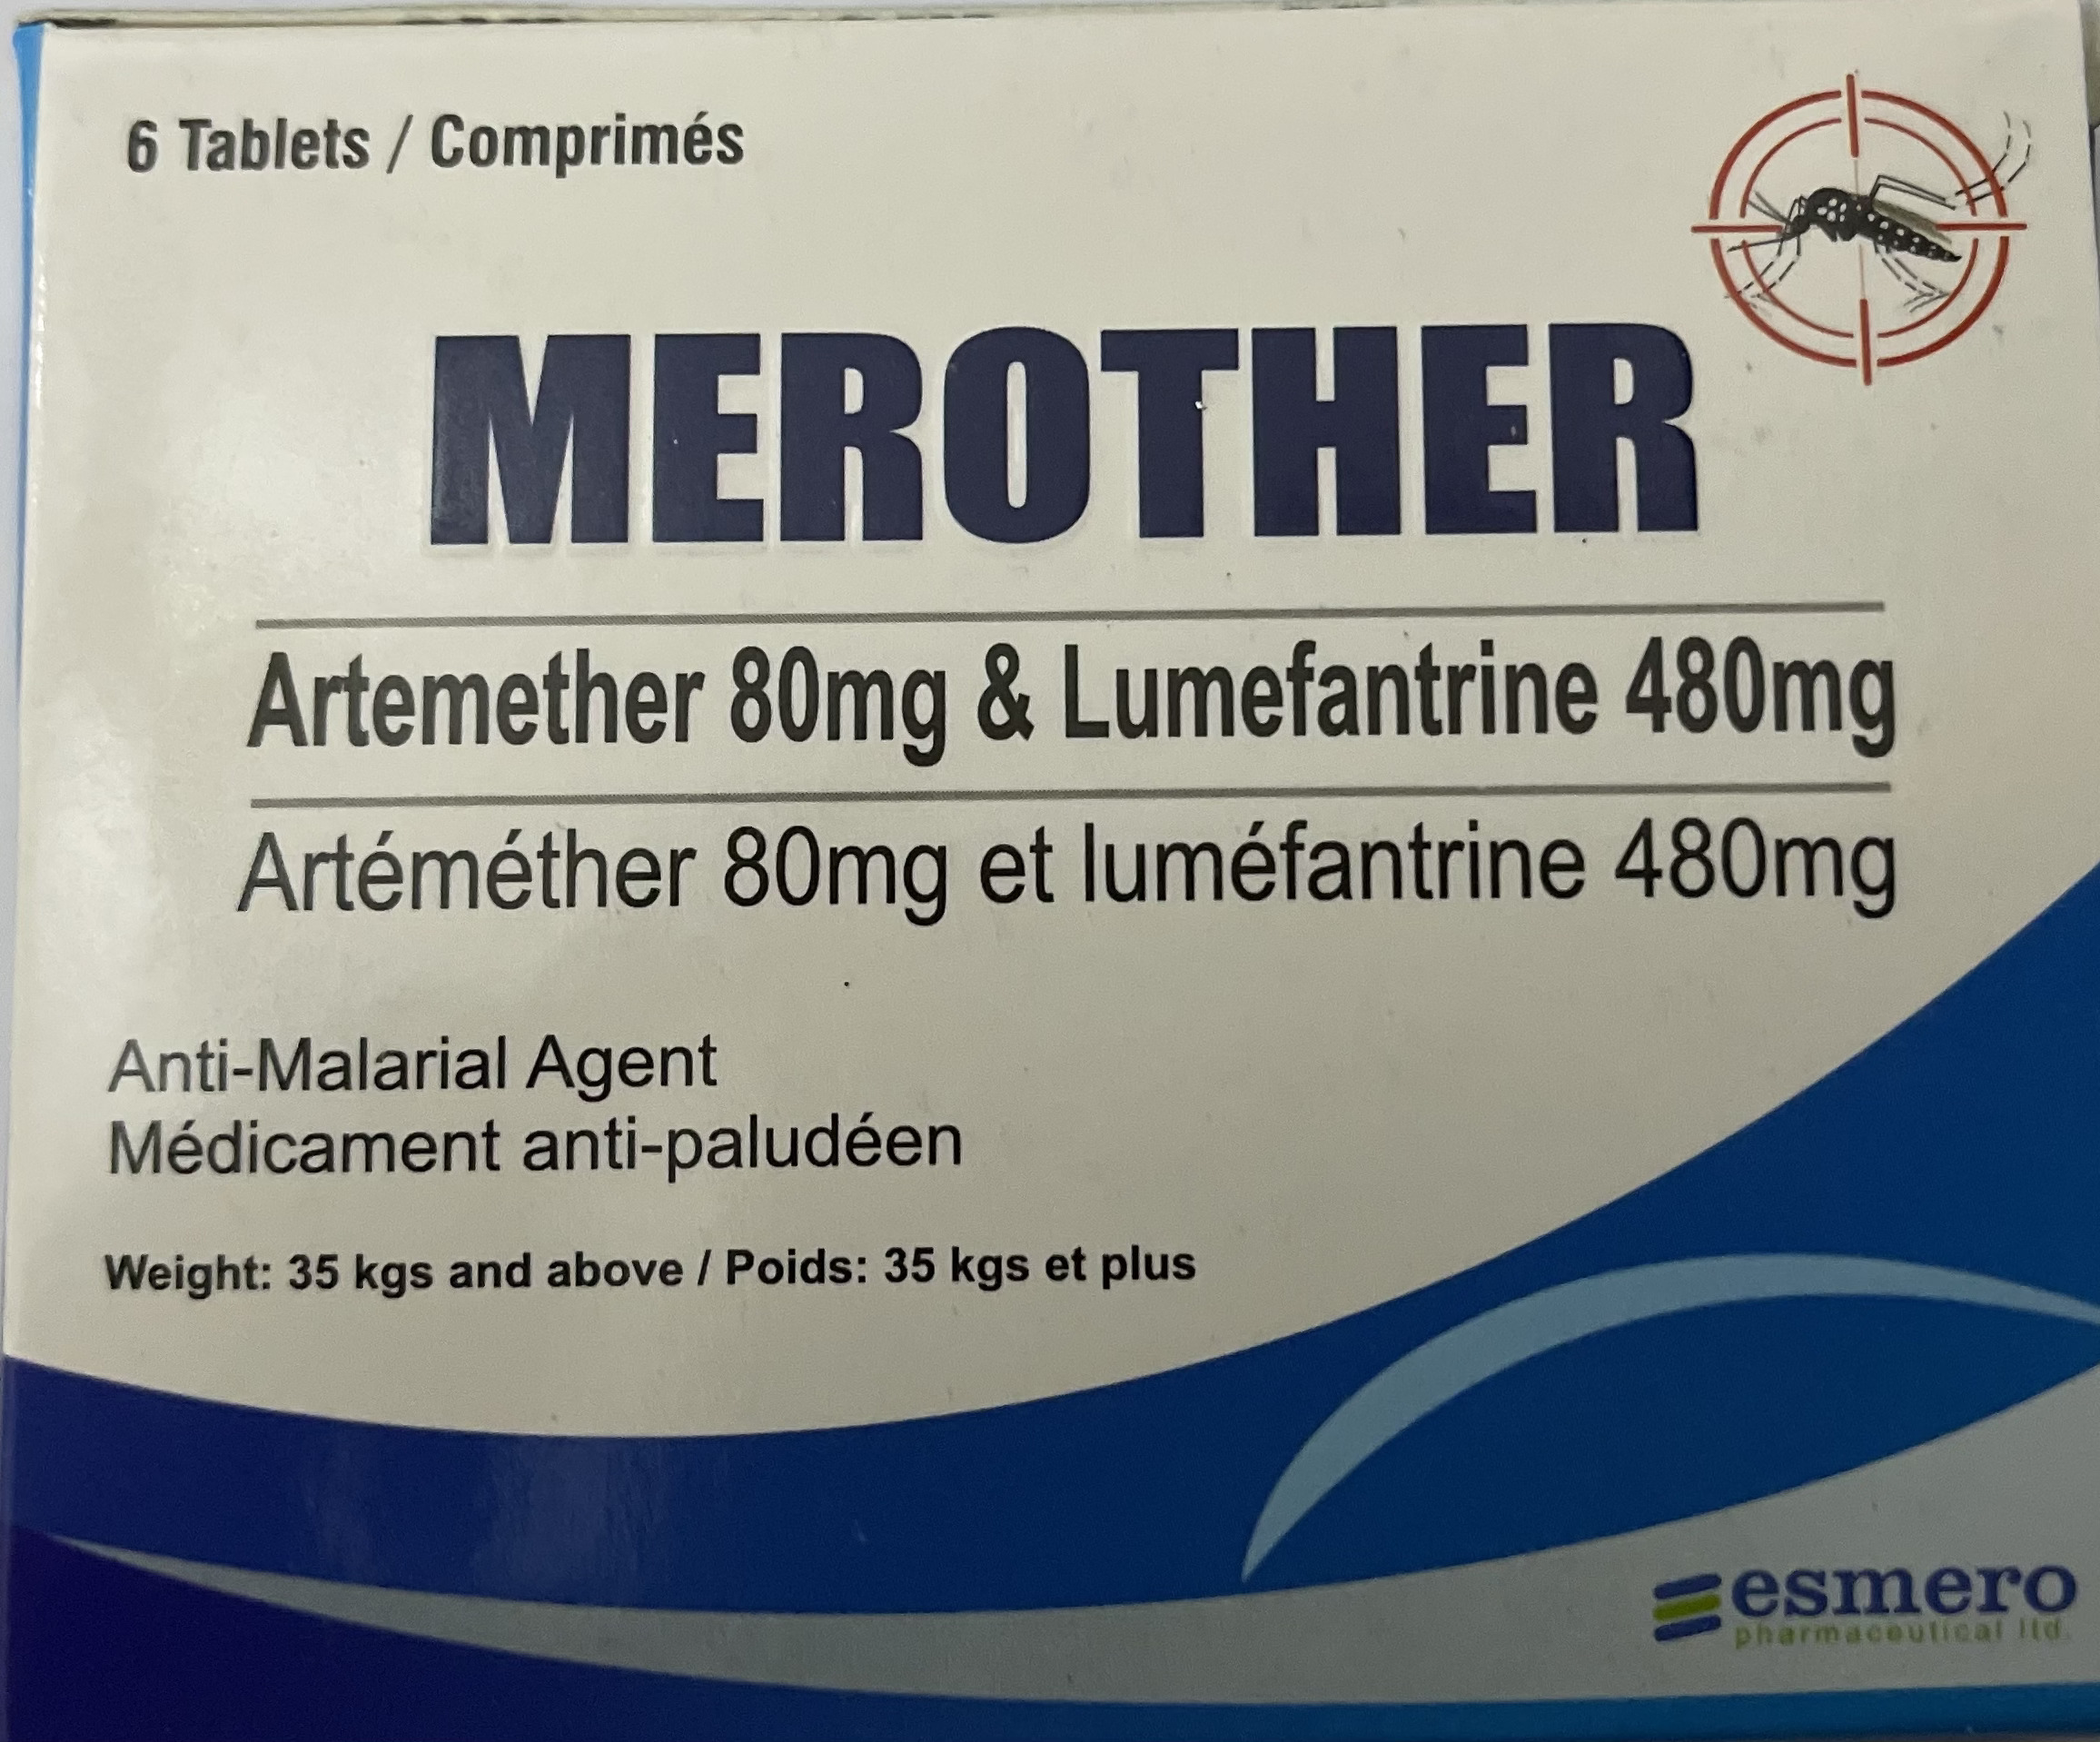 6 Tablets / Comprimés
MEROTHER
Artemether 80mg & Lumefantrine 480mg
Artéméther 80mg et luméfantrine 480mg
Anti-Malarial Agent
Médicament anti-paludéen
Weight: 35 kgs and above / Poids: 35 kgs et plus
esmero
pharmaceutical ltd.